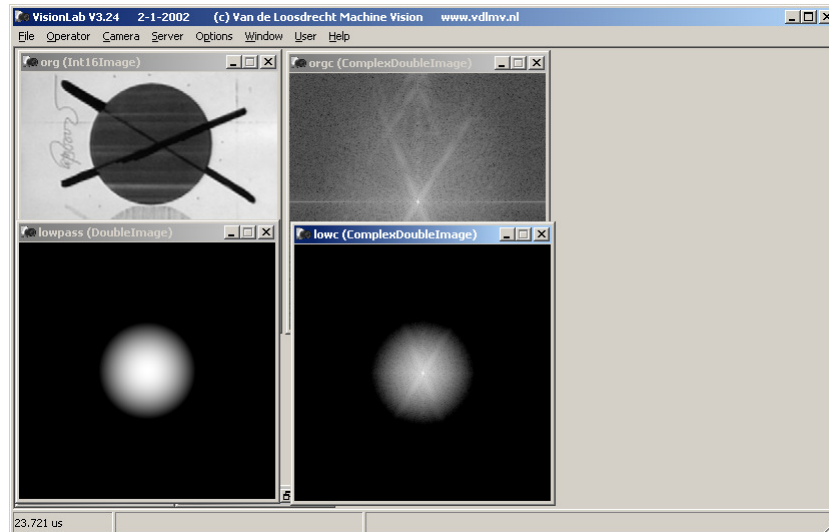 VisionLab V3.24 2-1-2002 (c) Van de Loosdrecht Machine Vision www.vdlmv.nl
File Operator Camera Server Options Window User Help
org (Int16Image)
orgc (ComplexDoubleImage)
lowpass (DoubleImage)
lowc (ComplexDoubleImage)
23.721 us